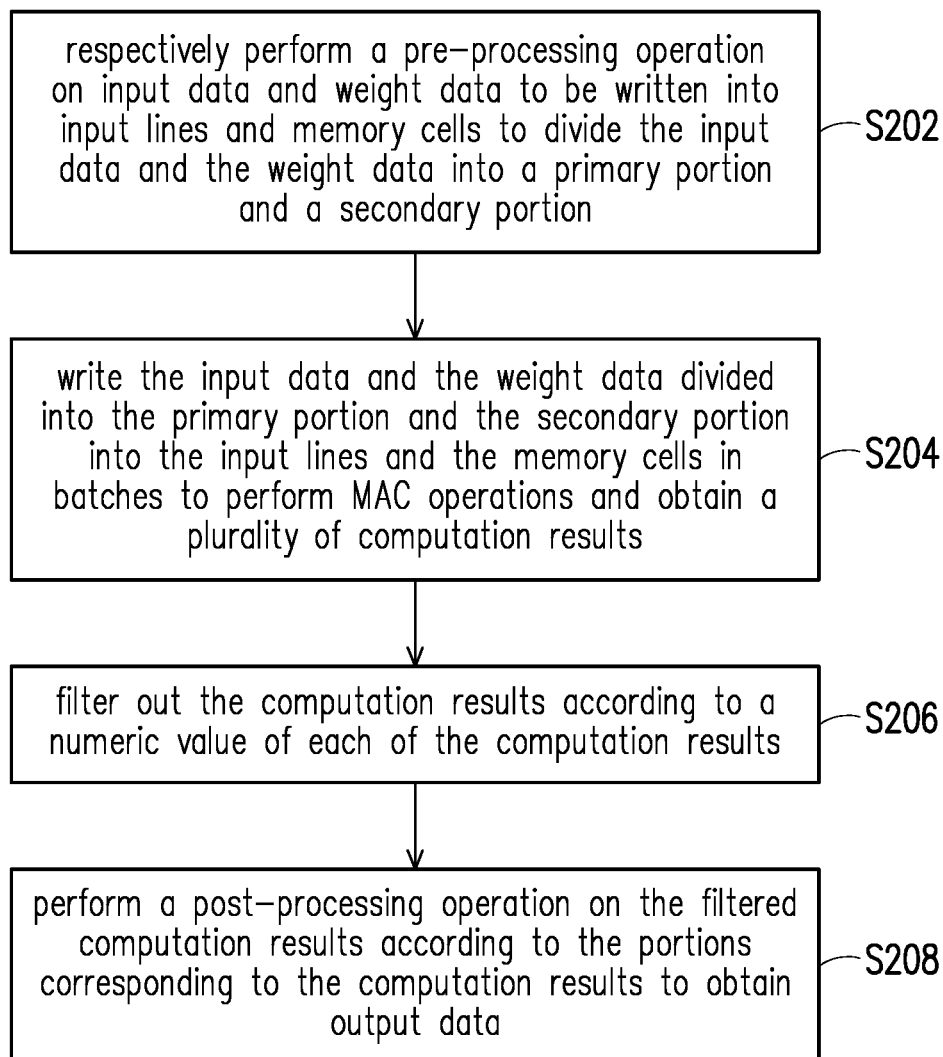 respectively perform a pre-processing operation
on input data and weight data to be written into
input lines and memory cells to divide the input
data and the weight data into a primary portion
and a secondary portion
S202
write the input data and the weight data divided
into the primary portion and the secondary portion
into the input lines and the memory cells in
batches to perform MAC operations and obtain a
plurality of computation results
S204
filter out the computation results according to a
numeric value of each of the computation results
S206
perform a post-processing operation on the filtered
computation results according to the portions
corresponding to the computation results to obtain
output data
S208